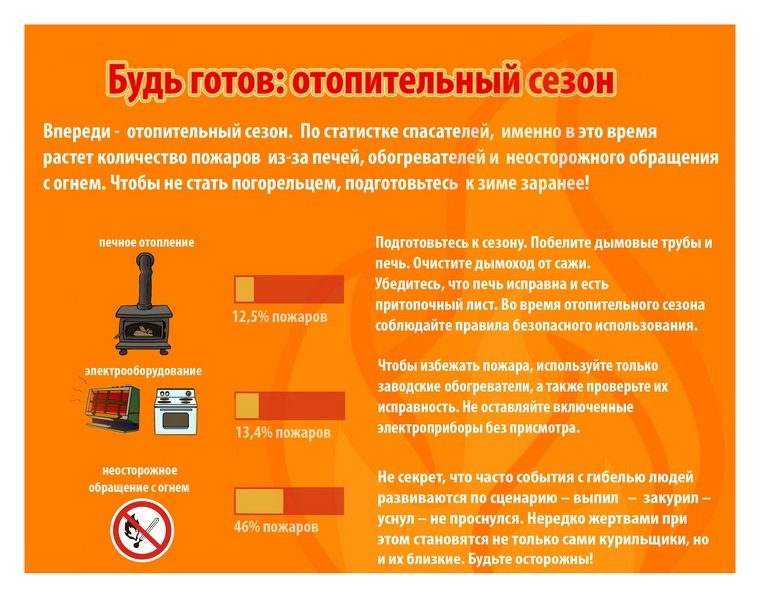 Будь готов: отопительный сезон
Впереди - отопительный сезон. По статистке спасателей, именно в это время
растет количество пожаров из-за печей, обогревателей и неосторожного обращения
с огнем. Чтобы не стать погорельцем, подготовьтесь к зиме заранее!
печное отопление
12,5% пожаров
Подготовьтесь к сезону. Побелите дымовые трубы и
печь. Очистите дымоход от сажи.
Убедитесь, что печь исправна и есть
притопочный лист. Во время отопительного сезона
соблюдайте правила безопасного использования.
электрооборудование
13,4% пожаров
Чтобы избежать пожара, используйте только
заводские обогреватели, а также проверьте их
исправность. Не оставляйте включенные
электроприборы без присмотра.
неосторожное
обращение с огнем
46% пожаров
Не секрет, что часто события с гибелью людей
развиваются по сценарию – выпил – закурил –
уснул – не проснулся. Нередко жертвами при
этом становятся не только сами курильщики, но
и их близкие. Будьте осторожны!